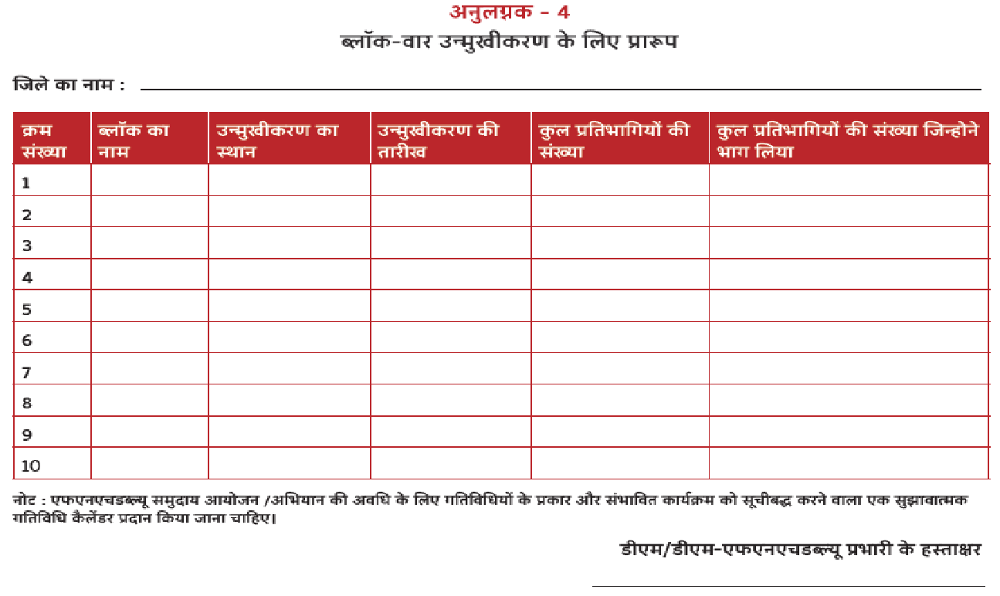 अनुलग्नक - 4
ब्लॉक-वार उन्मुखीकरण के लिए प्रारूप
जिले का नाम :
क्रम संख्या ब्लॉक का नाम उन्मुखीकरण का स्थान उन्मुखीकरण की तारीख कुल प्रतिभागियों की संख्या कुल प्रतिभागियों की संख्या जिन्होने भाग लिया
1
2
3
4
5
6
7
8
9
10
नोट : एफएनएचडब्ल्यू समुदाय आयोजन /अभियान की अवधि के लिए गतिविधियों के प्रकार और संभावित कार्यक्रम को सूचीबद्ध करने वाला एक सुझावात्मक
गतिविधि कैलेंडर प्रदान किया जाना चाहिए।
डीएम/डीएम-एफएनएचडब्ल्यू प्रभारी के हस्ताक्षर